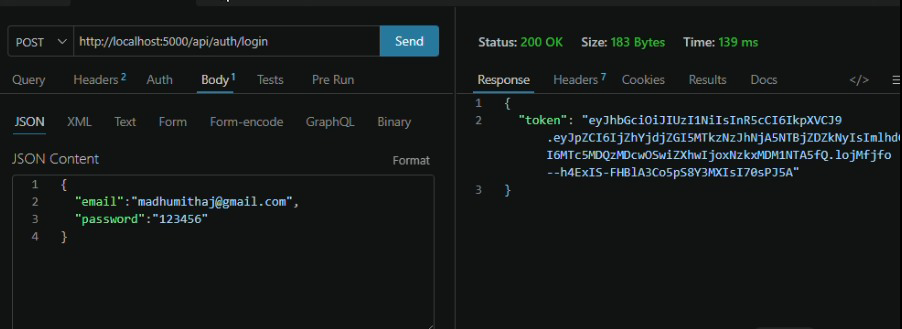 POST http://localhost:5000/api/auth/login Send
Query Headers 2 Auth Body 1 Tests Pre Run
JSON XML Text Form Form-encode GraphQL Binary
JSON Content Format
1 {
2 "email":"madhumithaj@gmail.com",
3 "password":"123456"
4 }
Status: 200 OK Size: 183 Bytes Time: 139 ms
Response Headers 7 Cookies Results Docs </>
1 {
2 "token": "eyJhbGciOiJIUzI1NiIsInR5cCI6IkpXVCJ9
.eyJpZCI6IjZhYjdjZGI5MTkzNzJhNjA5NTBjZDZkNyIsImlhdC
I6MTc5MDQzMDcwOSwiZXhwIjoxNzkxMDM1NTA5fQ.lojMfjfo
--h4ExIS-FHBlA3Co5pS8Y3MXIsI70sPJ5A"
3 }